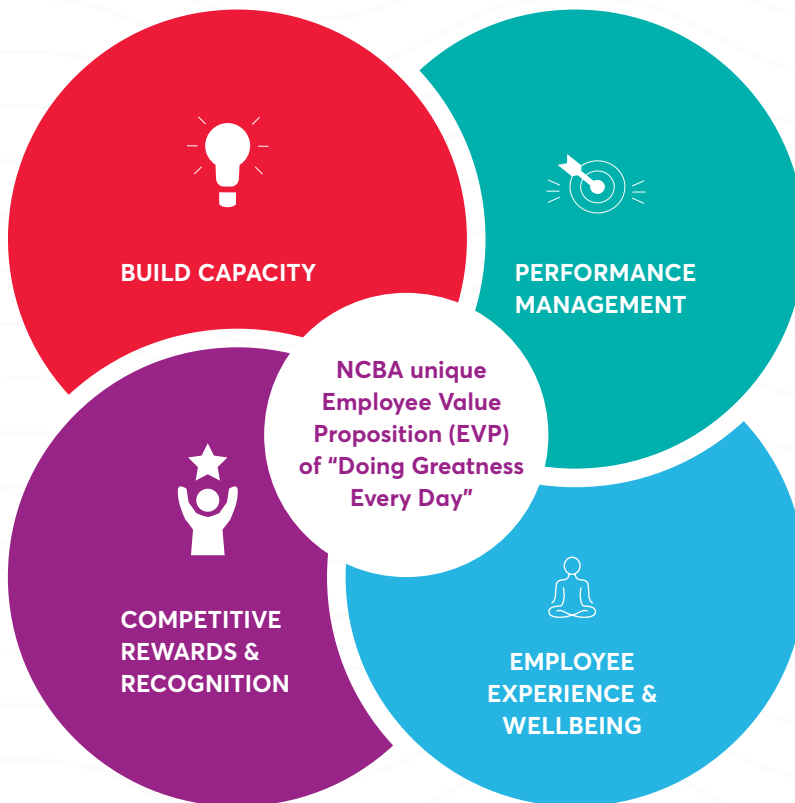 BUILD CAPACITY
PERFORMANCE
MANAGEMENT
NCBA unique
Employee Value
Proposition (EVP)
of “Doing Greatness
Every Day”
COMPETITIVE
REWARDS &
RECOGNITION
EMPLOYEE
EXPERIENCE &
WELLBEING